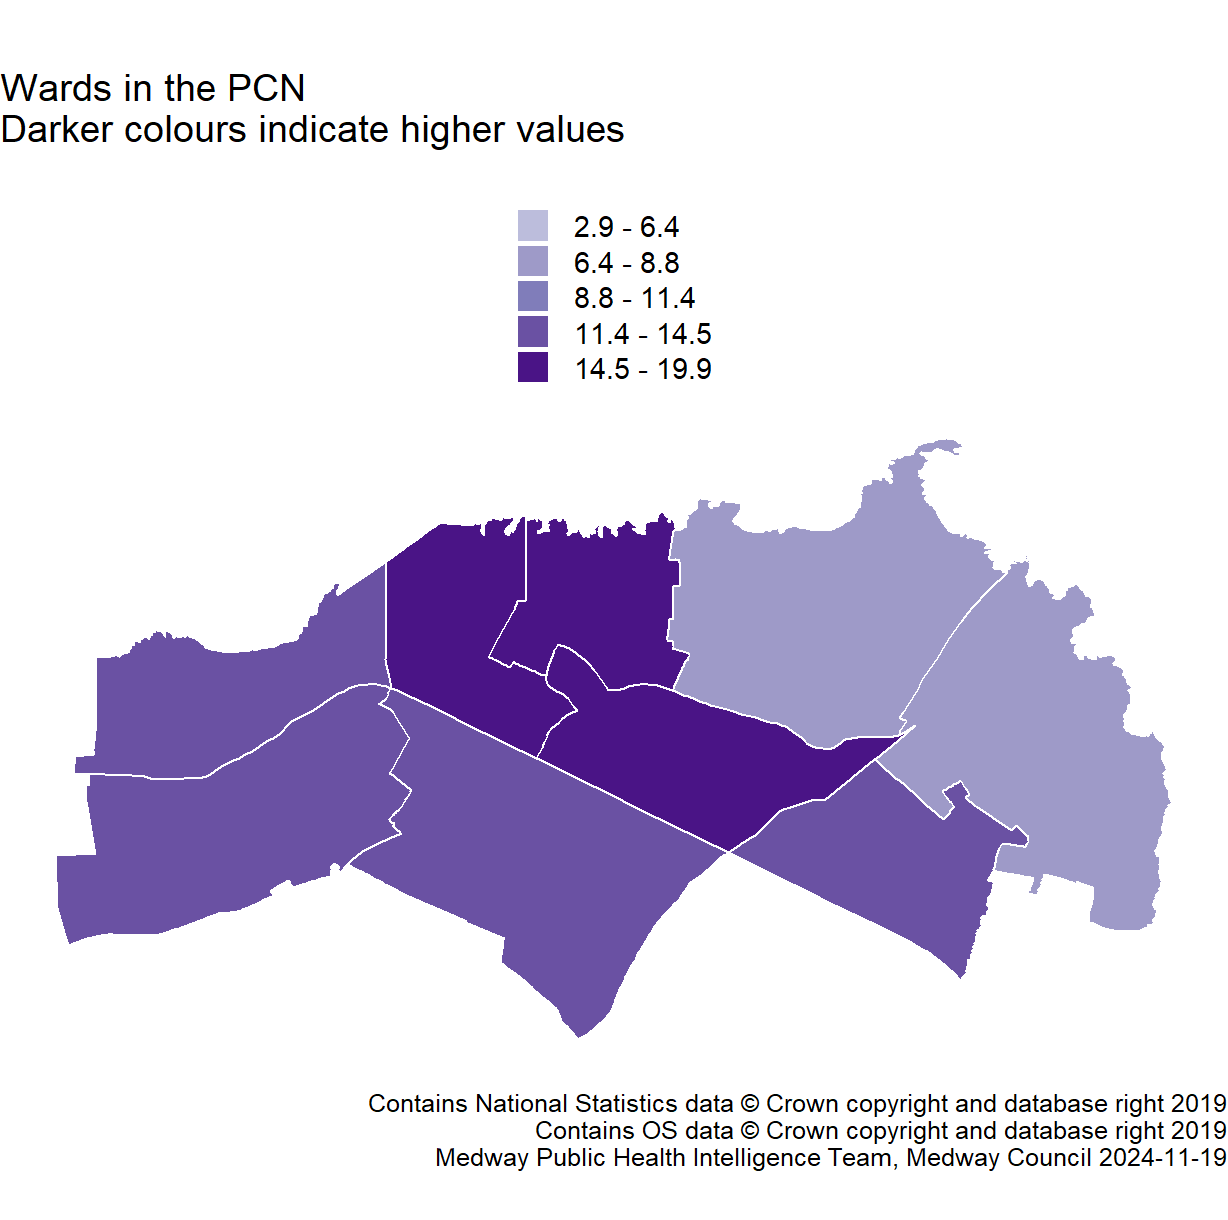 Wards in the PCN
Darker colours indicate higher values
2.9 - 6.4
6.4 - 8.8
8.8 - 11.4
11.4 - 14.5
14.5 - 19.9
Contains National Statistics data © Crown copyright and database right 2019
Contains OS data © Crown copyright and database right 2019
Medway Public Health Intelligence Team, Medway Council 2024-11-19